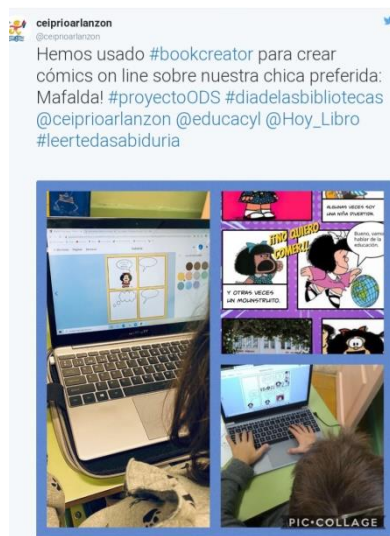 ceiprioarlanzon
@ceiprioarlanzon
Hemos usado #bookcreator para crear
cómics on line sobre nuestra chica preferida:
Mafalda! #proyectoODS #diadelasbibliotecas
@ceiprioarlanzon @educacyl @Hoy_Libro
#leertedasabiduria
ALGUNAS VECES SOY
UNA NIÑA DIVERTIDA.
¡¡NO QUIERO
COMER!!
Bueno, vamos
hablar de la
educación.
Y OTRAS VECES
UN MOUNSTRUITO.
PIC•COLLAGE